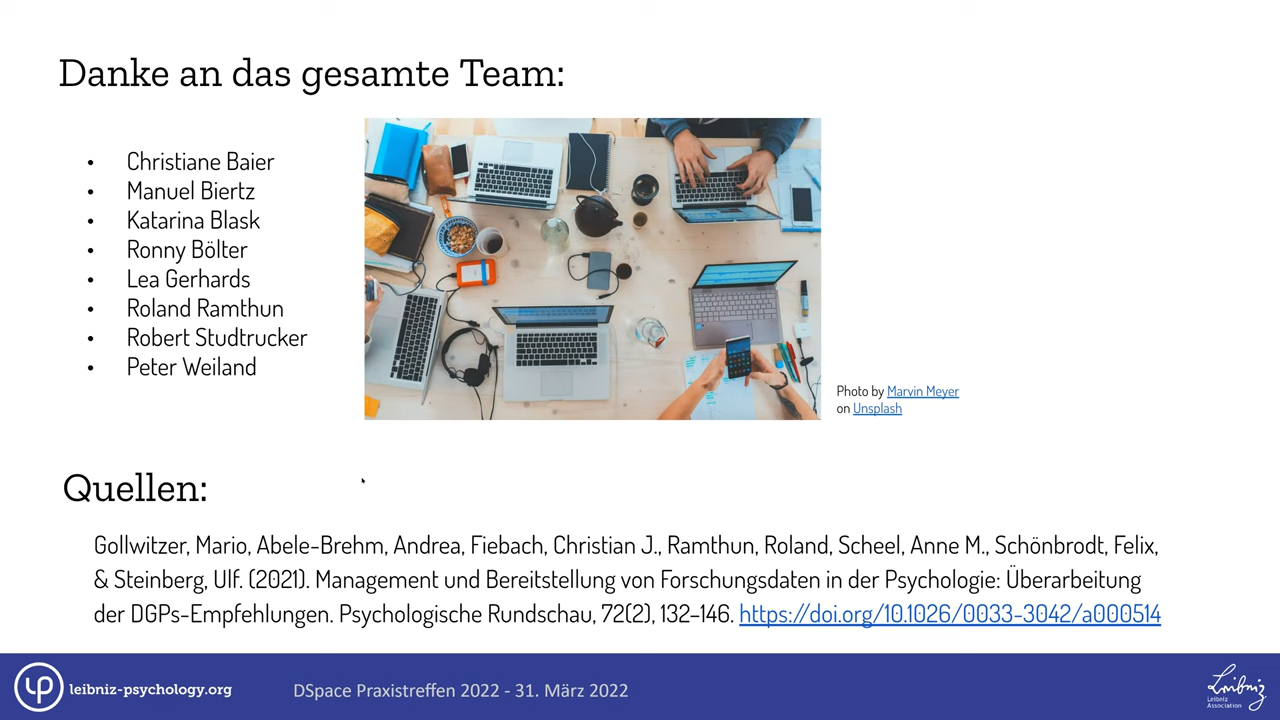 Danke an das gesamte Team:
• Christiane Baier
• Manuel Biertz
• Katarina Blask
• Ronny Bölter
• Lea Gerhards
• Roland Ramthun
• Robert Studtrucker
• Peter Weiland
Photo by Marvin Meyer
on Unsplash
Quellen:
Gollwitzer, Mario, Abele-Brehm, Andrea, Fiebach, Christian J., Ramthun, Roland, Scheel, Anne M., Schönbrodt, Felix,
& Steinberg, Ulf. (2021). Management und Bereitstellung von Forschungsdaten in der Psychologie: Überarbeitung
der DGPs-Empfehlungen. Psychologische Rundschau, 72(2), 132–146. https://doi.org/10.1026/0033-3042/a000514
leibniz-psychology.org
DSpace Praxistreffen 2022 - 31. März 2022
Leibniz
Leibniz
Association